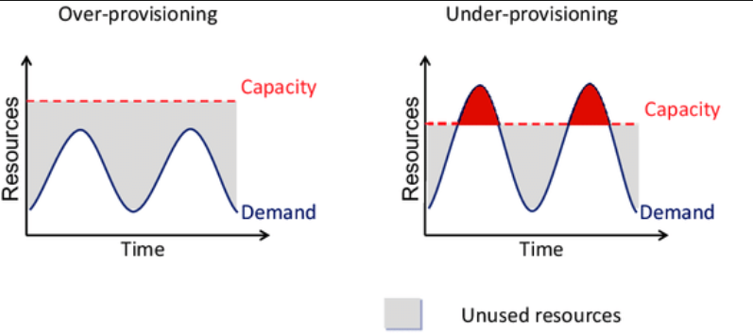 Over-provisioning
Under-provisioning
Resources
Capacity
Demand
Time
Resources
Capacity
Demand
Time
Unused resources